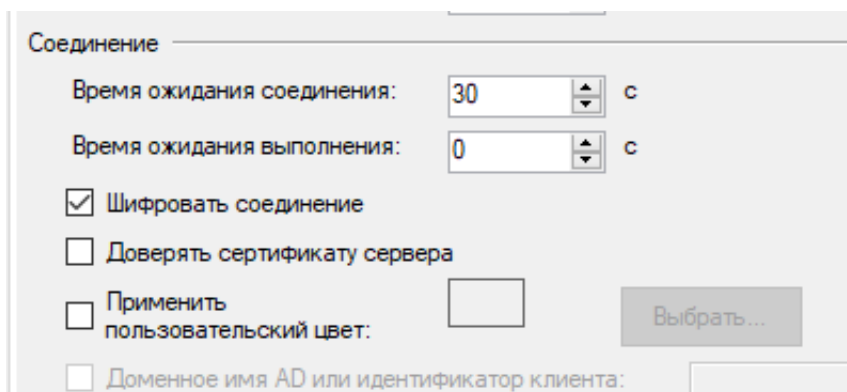 Соединение
Время ожидания соединения: 30 с
Время ожидания выполнения: 0 с
Шифровать соединение
Доверять сертификату сервера
Применить
пользовательский цвет: Выбрать...
Доменное имя AD или идентификатор клиента: